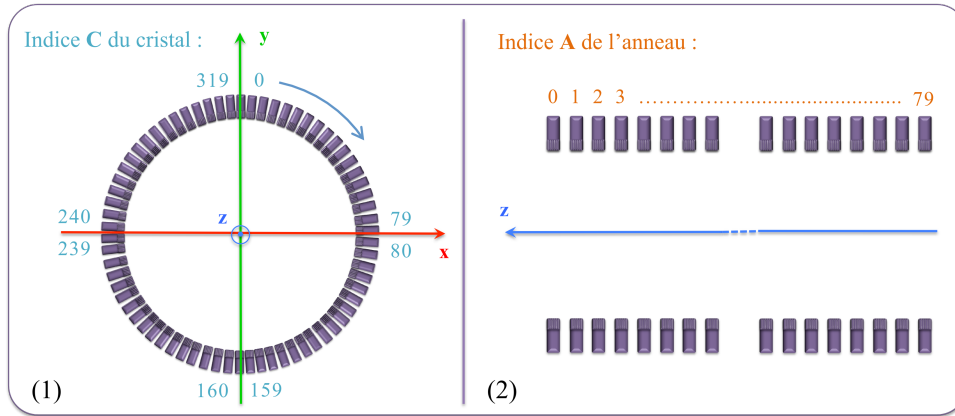 Indice C du cristal :
y
319 0
240
z
79
239
80
x
160 159
(1)
Indice A de l'anneau :
0 1 2 3 ........................................................ 79
z
(2)